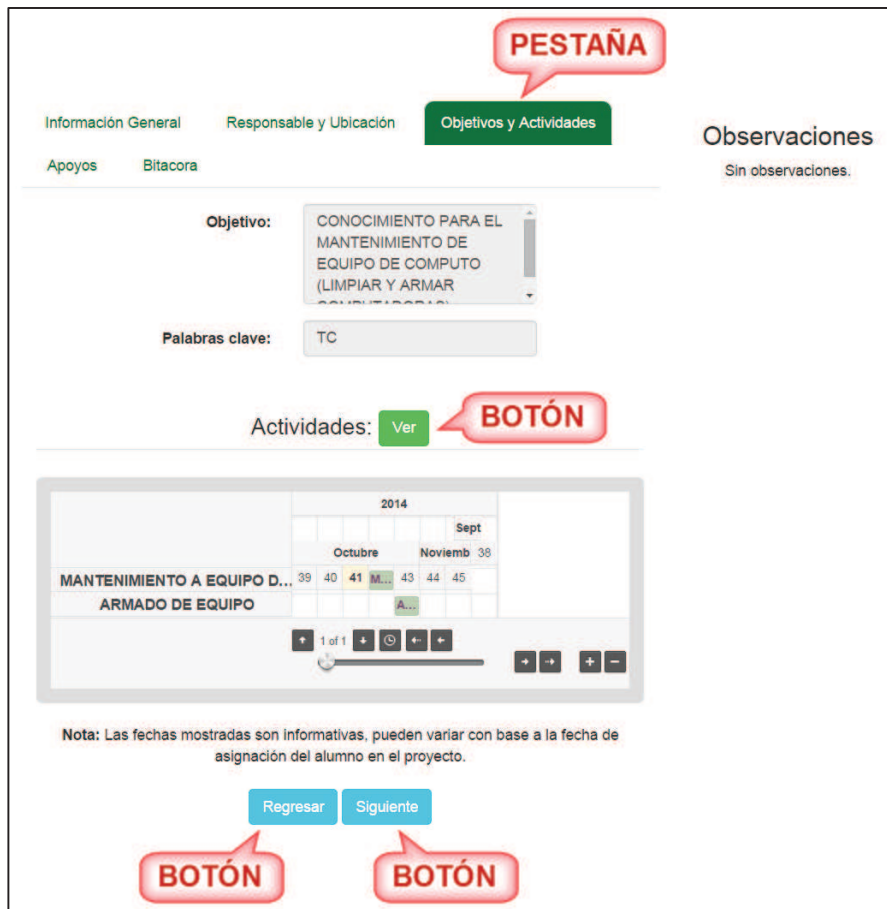 PESTAÑA
Información General Responsable y Ubicación Objetivos y Actividades
Apoyos Bitacora
Observaciones
Sin observaciones.
Objetivo:
CONOCIMIENTO PARA EL
MANTENIMIENTO DE
EQUIPO DE COMPUTO
(LIMPIAR Y ARMAR
Palabras clave: TC
Actividades: Ver
BOTÓN
2014
Sept
Octubre Noviemb 38
MANTENIMIENTO A EQUIPO D... 39 40 41 M... 43 44 45
ARMADO DE EQUIPO A...
1 of 1
Nota: Las fechas mostradas son informativas, pueden variar con base a la fecha de
asignación del alumno en el proyecto.
Regresar Siguiente
BOTÓN BOTÓN